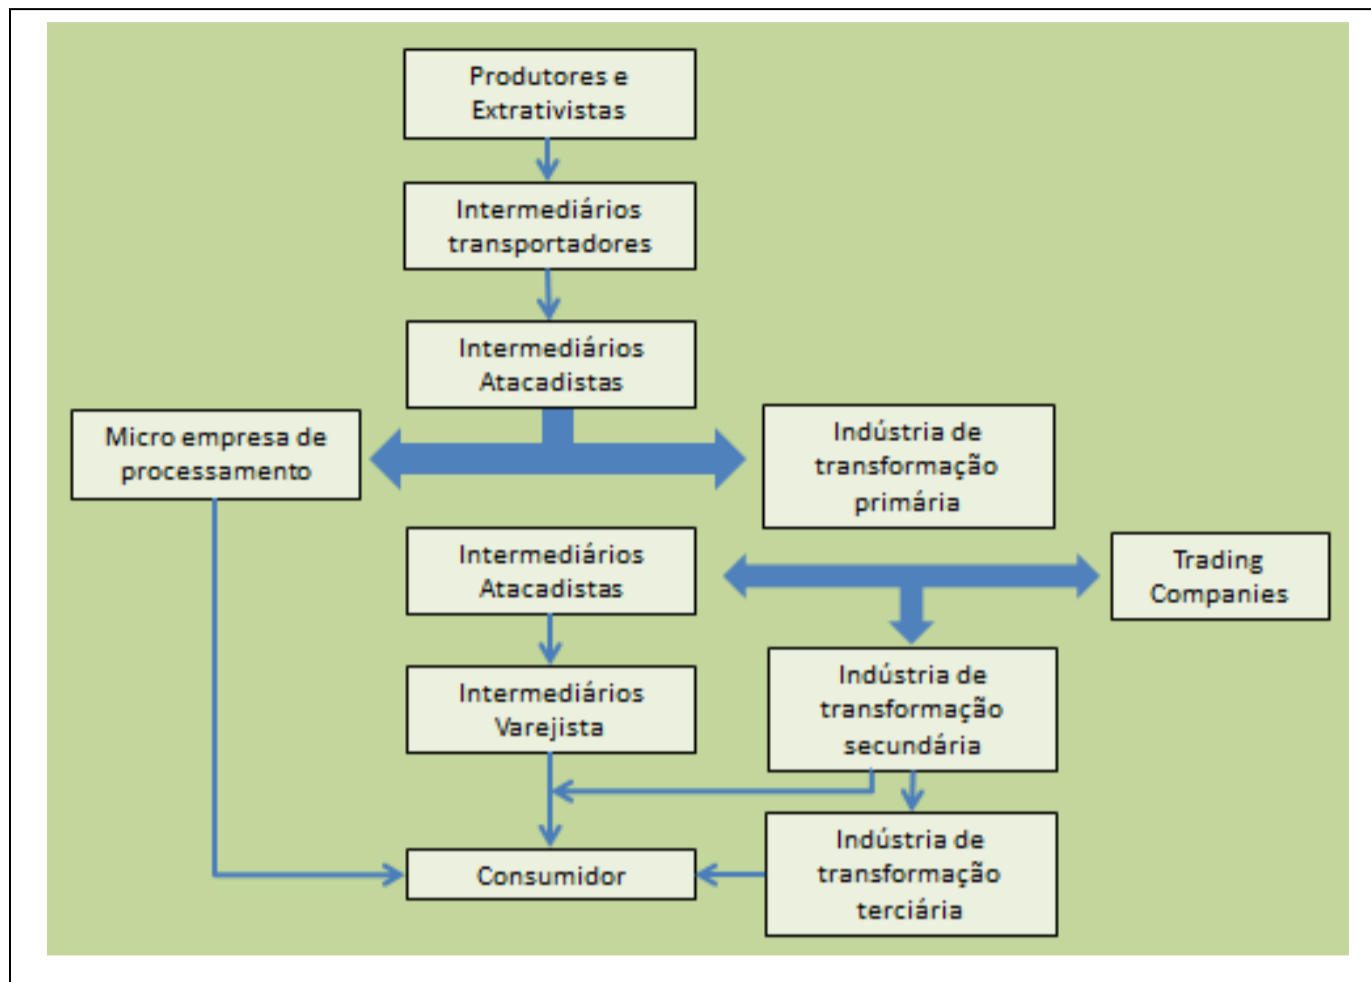 Produtores e
Extrativistas
Intermediários
transportadores
Intermediários
Atacadistas
Micro empresa de
processamento
Indústria de
transformação
primária
Intermediários
Atacadistas
Trading
Companies
Intermediários
Varejista
Indústria de
transformação
secundária
Consumidor
Indústria de
transformação
terciária